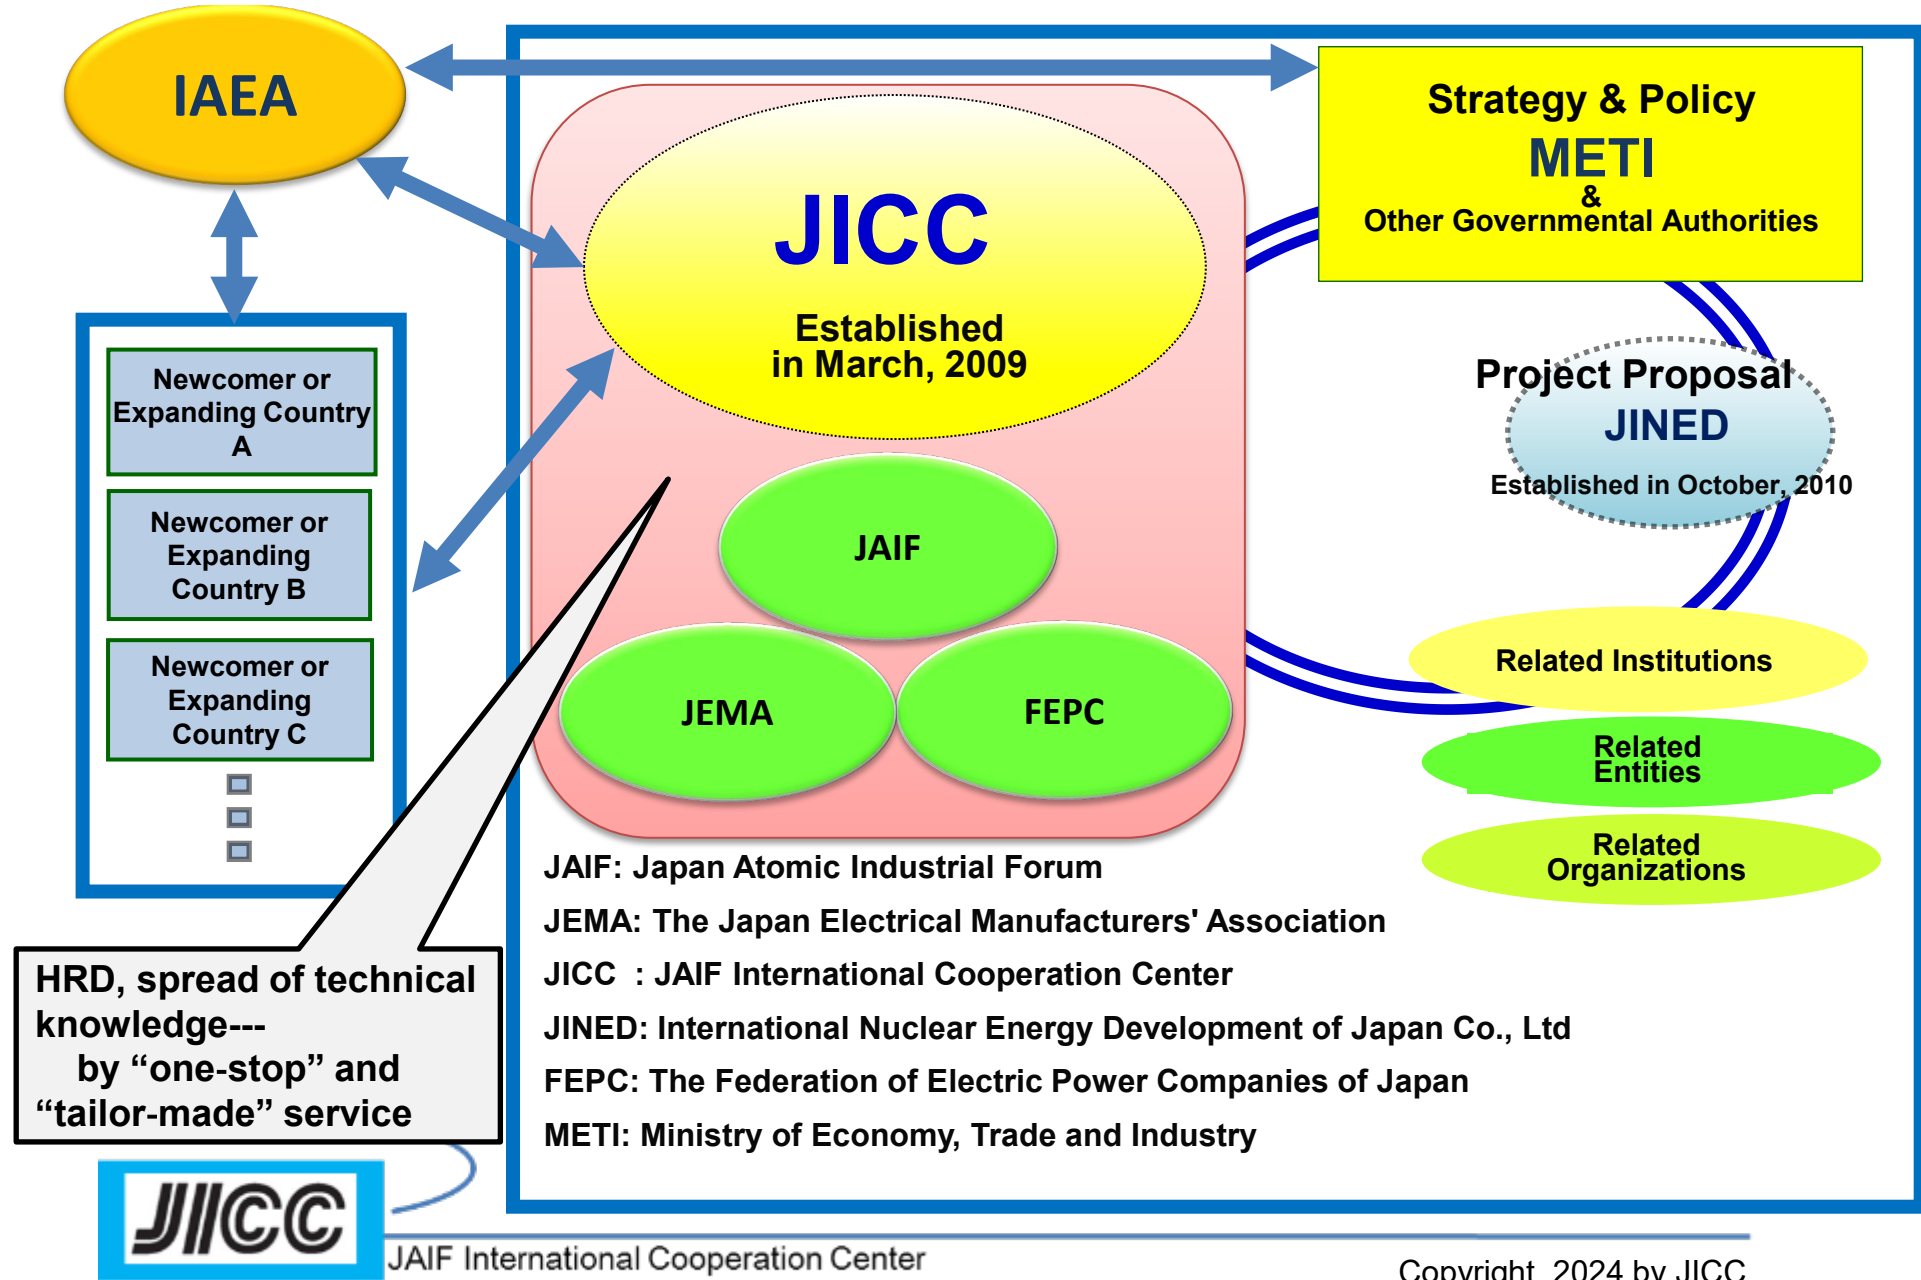 IAEA
Strategy & Policy
METI
&
Other Governmental Authorities
JICC
Established
in March, 2009
Newcomer or
Expanding Country
A
Newcomer or
Expanding
Country B
Newcomer or
Expanding
Country C
Project Proposal
JINED
Established in October, 2010
JAIF
JEMA
FEPC
Related Institutions
Related
Entities
Related
Organizations
JAIF: Japan Atomic Industrial Forum
JEMA: The Japan Electrical Manufacturers' Association
JICC : JAIF International Cooperation Center
JINED: International Nuclear Energy Development of Japan Co., Ltd
FEPC: The Federation of Electric Power Companies of Japan
METI: Ministry of Economy, Trade and Industry
HRD, spread of technical
knowledge---
by “one-stop” and
“tailor-made” service
JICC
JAIF International Cooperation Center
Copyright 2024 by JICC